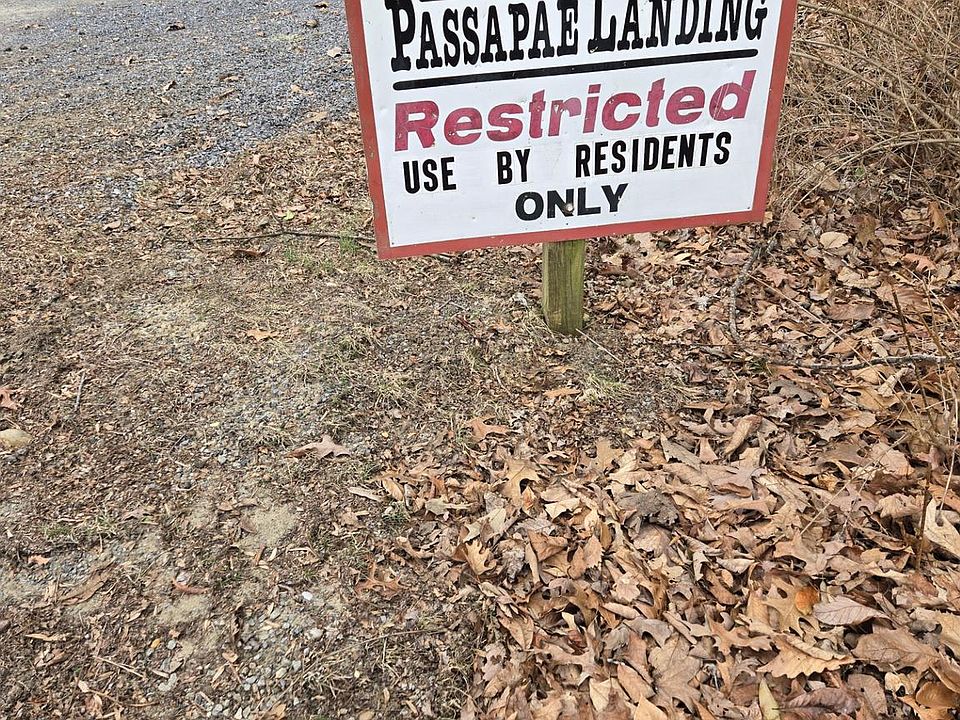 PASSAPAE LANDING
Restricted
USE BY RESIDENTS
ONLY